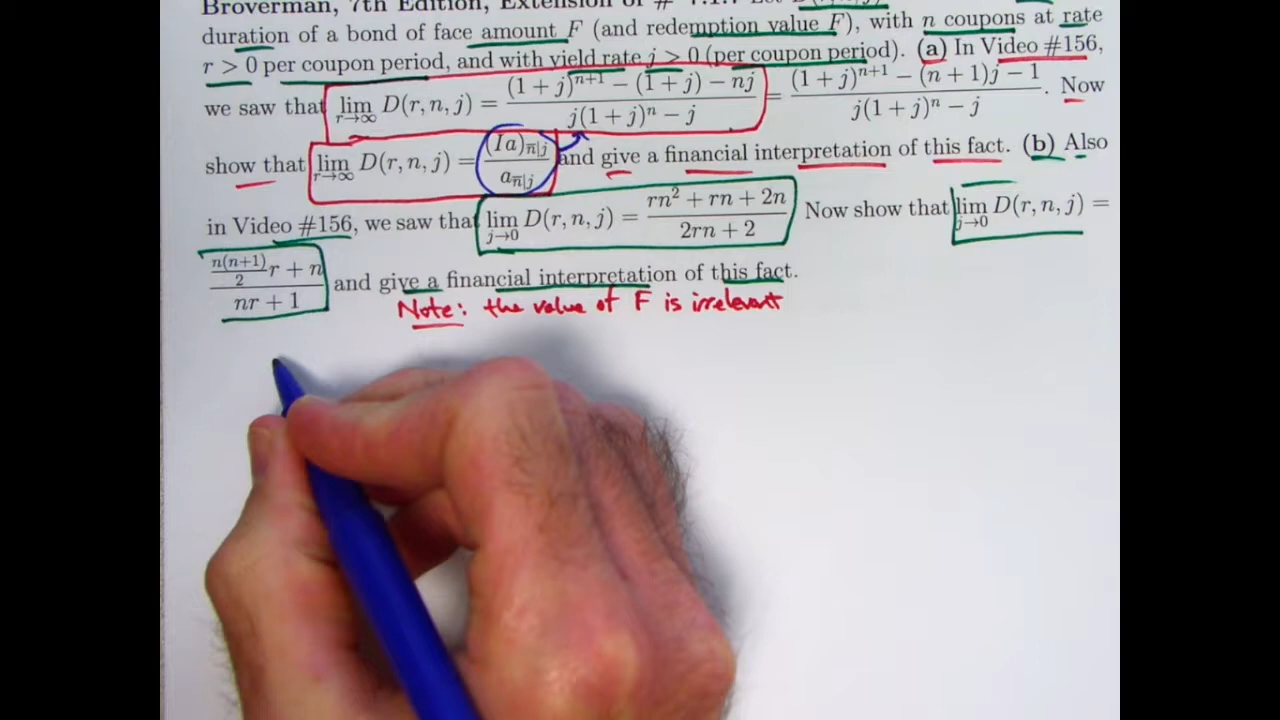 Broverman, 7th Edition, Extension of # 7.1.7 Let D(r, n, j)
duration of a bond of face amount F (and redemption value F), with n coupons at rate
r > 0 per coupon period, and with yield rate j > 0 (per coupon period). (a) In Video #156,
we saw that lim_{r→∞} D(r, n, j) = ((1 + j)^{n+1} − (1 + j) − nj)/(j(1 + j)^n − j) = ((1 + j)^{n+1} − (n + 1)j − 1)/(j(1 + j)^n − j). Now
show that lim_{r→∞} D(r, n, j) = (Ia)_{n|j}/a_{n|j} and give a financial interpretation of this fact. (b) Also
in Video #156, we saw that lim_{j→0} D(r, n, j) = (rn^2 + rn + 2n)/(2rn + 2) Now show that lim_{j→0} D(r, n, j) =
(n(n+1)/2 r + n)/(nr + 1) and give a financial interpretation of this fact.
Note: the value of F is irrelevant